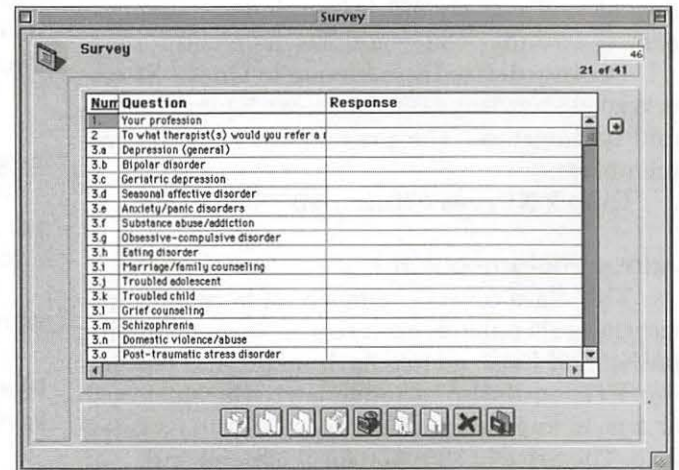 Survey
Survey
46
21 of 41
Num Question Response
1. Your profession
2 To what therapist(s) would you refer a
3.a Depression (general)
3.b Bipolar disorder
3.c Geriatric depression
3.d Seasonal affective disorder
3.e Anxiety/panic disorders
3.f Substance abuse/addiction
3.g Obsessive-compulsive disorder
3.h Eating disorder
3.i Marriage/family counseling
3.j Troubled adolescent
3.k Troubled child
3.l Grief counseling
3.m Schizophrenia
3.n Domestic violence/abuse
3.o Post-traumatic stress disorder